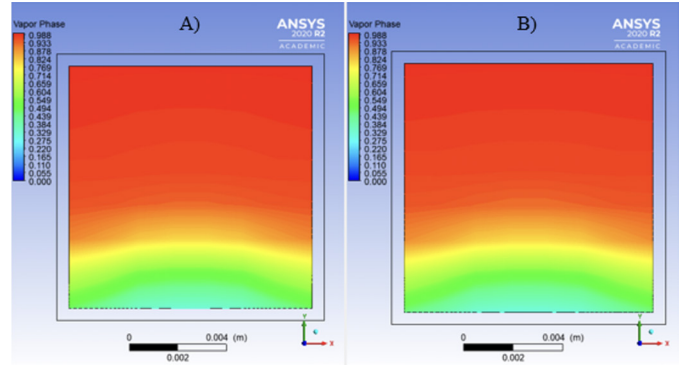 A)
Vapor Phase
0.988
0.933
0.878
0.824
0.769
0.714
0.659
0.604
0.549
0.494
0.439
0.384
0.329
0.275
0.220
0.165
0.110
0.055
0.000
ANSYS
2020 R2
ACADEMIC
0 0.004 (m)
0.002
Y
X
B)
Vapor Phase
0.988
0.933
0.878
0.824
0.769
0.714
0.659
0.604
0.549
0.494
0.439
0.384
0.329
0.275
0.220
0.165
0.110
0.055
0.000
ANSYS
2020 R2
ACADEMIC
0 0.004 (m)
0.002
Y
X